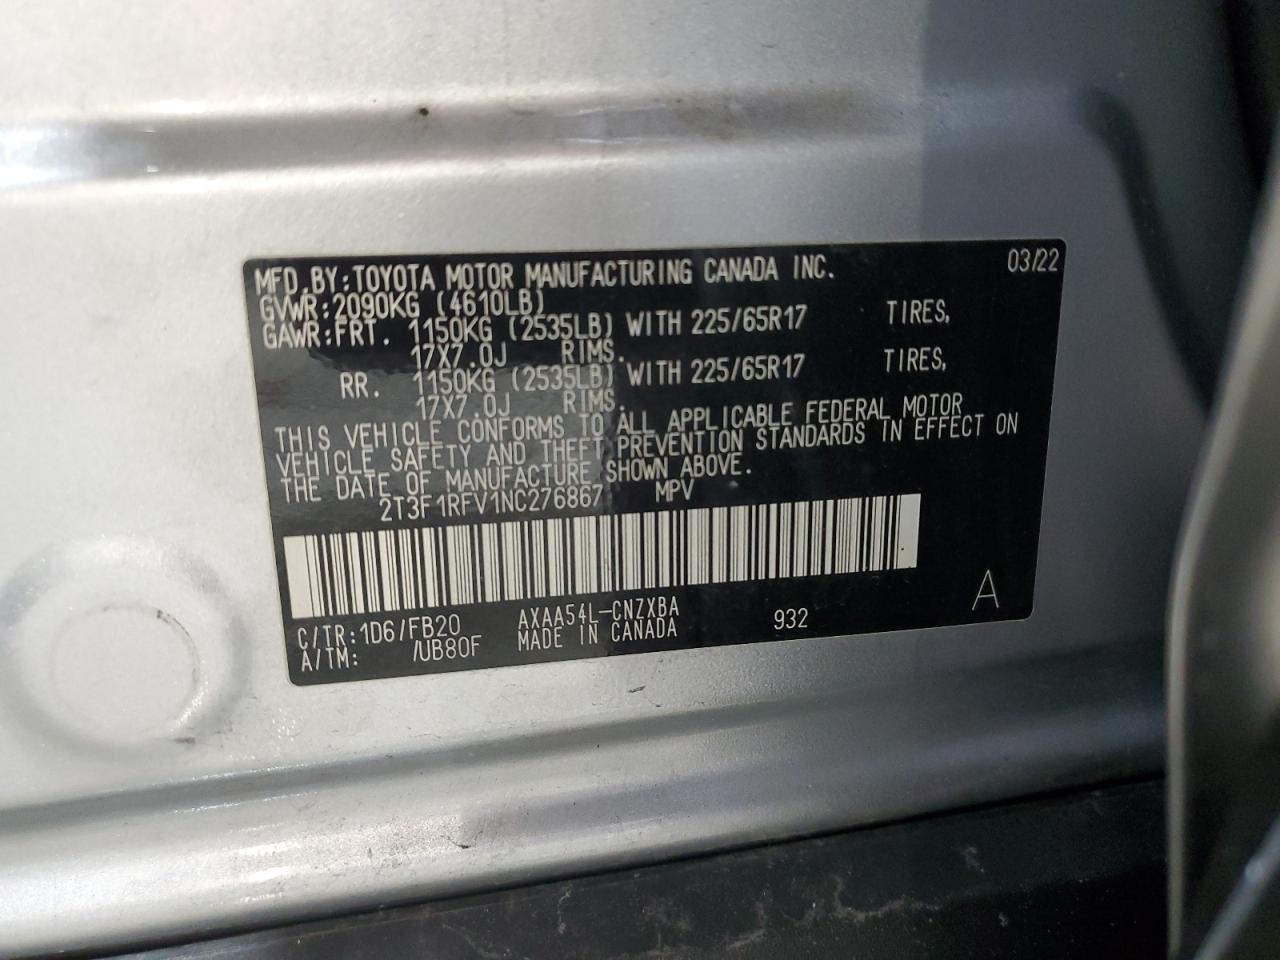 MFD.BY:TOYOTA MOTOR MANUFACTURING CANADA INC. 03/22
GVWR:2090KG (4610LB)
GAWR:FRT. 1150KG (2535LB) WITH 225/65R17 TIRES,
17X7.0J RIMS.
RR. 1150KG (2535LB) WITH 225/65R17 TIRES,
17X7.0J RIMS.
THIS VEHICLE CONFORMS TO ALL APPLICABLE FEDERAL MOTOR
VEHICLE SAFETY AND THEFT PREVENTION STANDARDS IN EFFECT ON
THE DATE OF MANUFACTURE SHOWN ABOVE.
2T3F1RFV1NC276867 MPV
C/TR:1D6/FB20 AXAA54L-CNZXBA 932 A
A/TM: /UB80F MADE IN CANADA